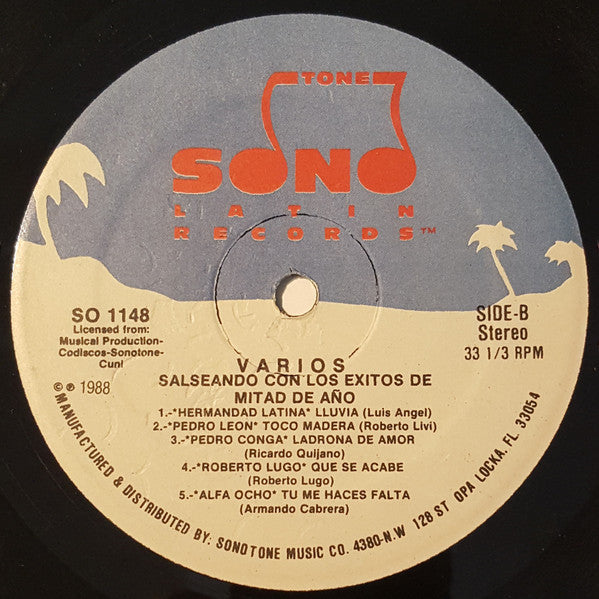 TONE
SONO
LATIN
RECORDS™
SO 1148
Licensed from:
Musical Production-
Codiscos-Sonotone-
Cuni
© ℗ 1988
SIDE-B
Stereo
33 1/3 RPM
VARIOS
SALSEANDO CON LOS EXITOS DE
MITAD DE AÑO
1.-*HERMANDAD LATINA* LLUVIA (Luis Angel)
2.-*PEDRO LEON* TOCO MADERA (Roberto Livi)
3.-*PEDRO CONGA* LADRONA DE AMOR
(Ricardo Quijano)
4.-*ROBERTO LUGO* QUE SE ACABE
(Roberto Lugo)
5.-*ALFA OCHO* TU ME HACES FALTA
(Armando Cabrera)
MANUFACTURED & DISTRIBUTED BY: SONOTONE MUSIC CO. 4380-N.W 128 ST OPA LOCKA, FL 33054